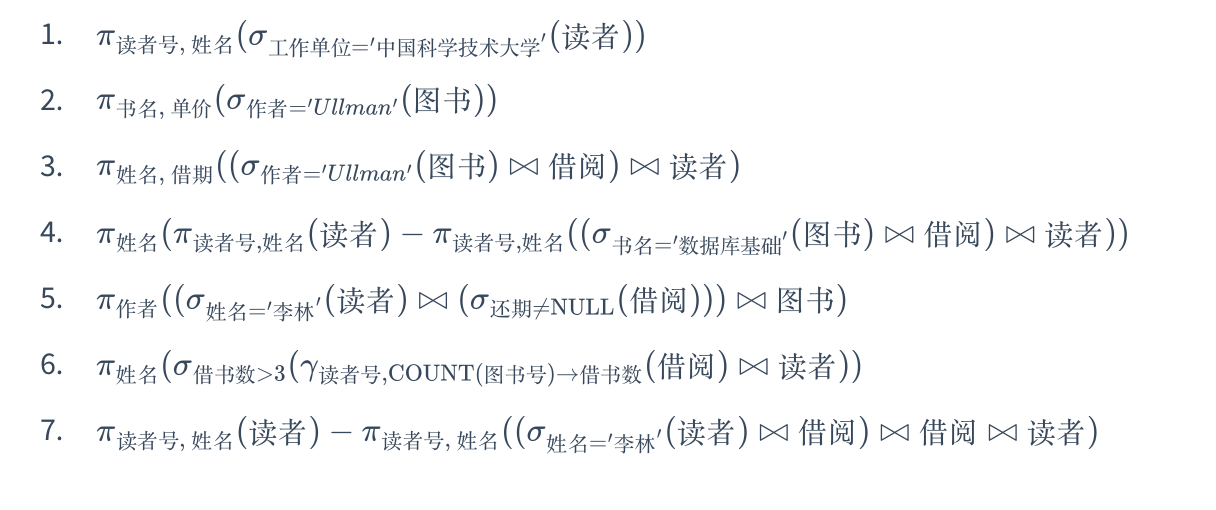 1. π读者号, 姓名(σ工作单位='中国科学技术大学'(读者))
2. π书名, 单价(σ作者='Ullman'(图书))
3. π姓名, 借期((σ作者='Ullman'(图书) ⋈ 借阅) ⋈ 读者)
4. π姓名(π读者号,姓名(读者) − π读者号,姓名((σ书名='数据库基础'(图书) ⋈ 借阅) ⋈ 读者))
5. π作者((σ姓名='李林'(读者) ⋈ (σ还期≠NULL(借阅))) ⋈ 图书)
6. π姓名(σ借书数>3(γ读者号,COUNT(图书号)→借书数(借阅) ⋈ 读者))
7. π读者号, 姓名(读者) − π读者号, 姓名((σ姓名='李林'(读者) ⋈ 借阅) ⋈ 借阅 ⋈ 读者)